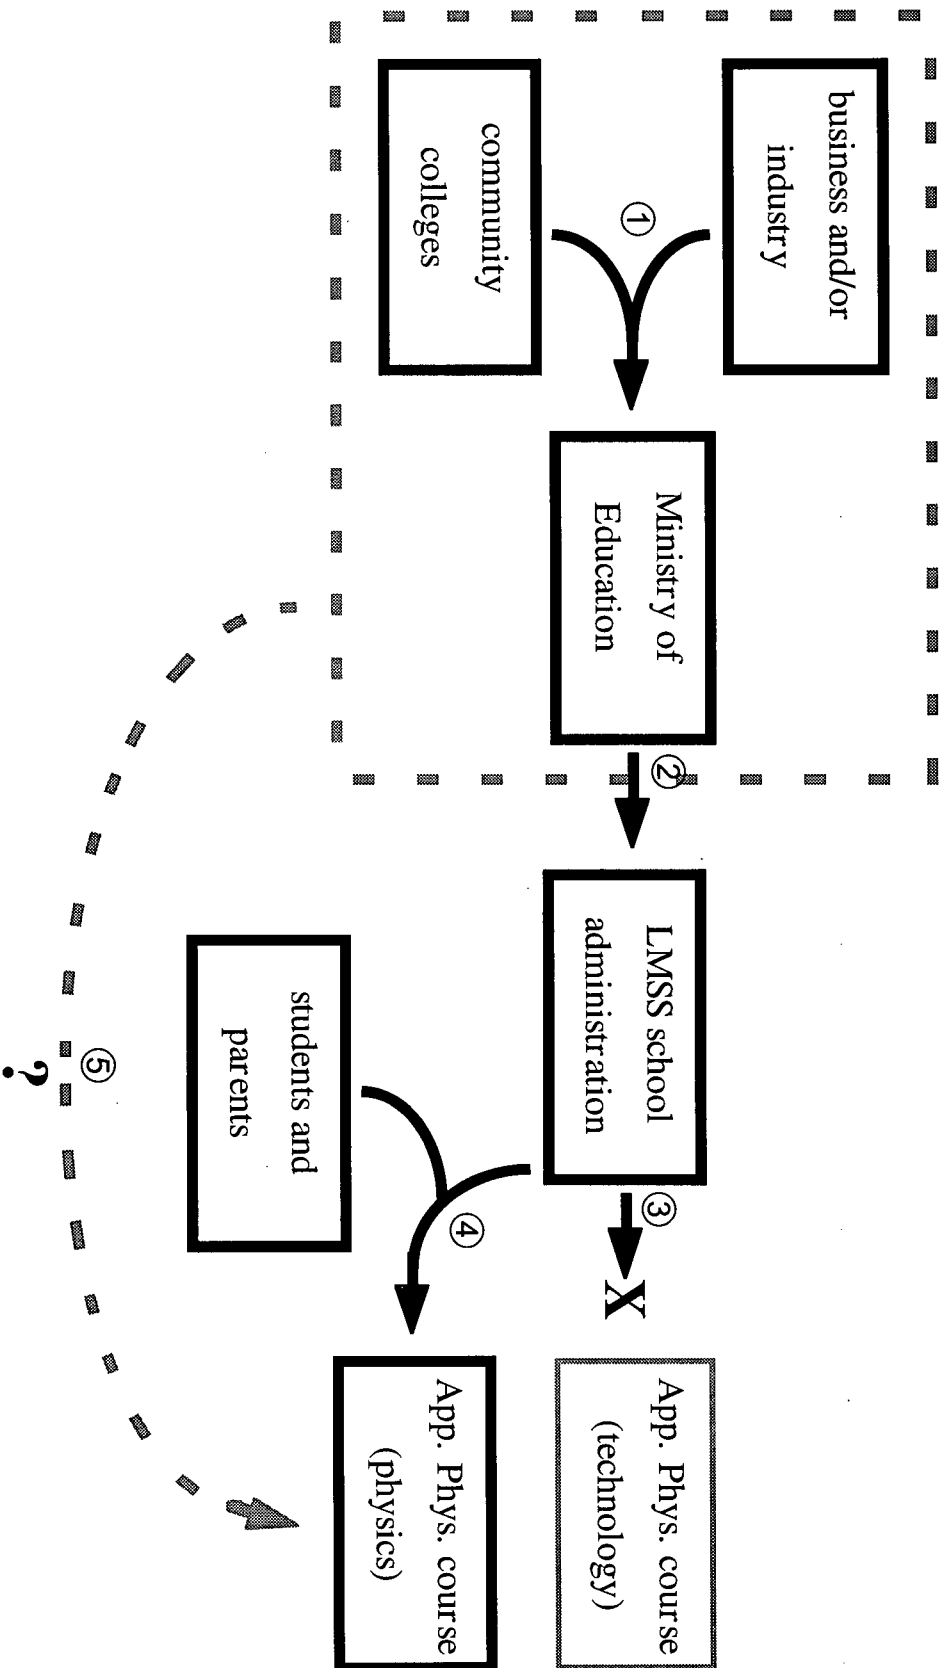 business and/or
industry
community
colleges
①
Ministry of
Education
②
LMSS school
administration
students and
parents
③
X
④
App. Phys. course
(technology)
App. Phys. course
(physics)
⑤
?